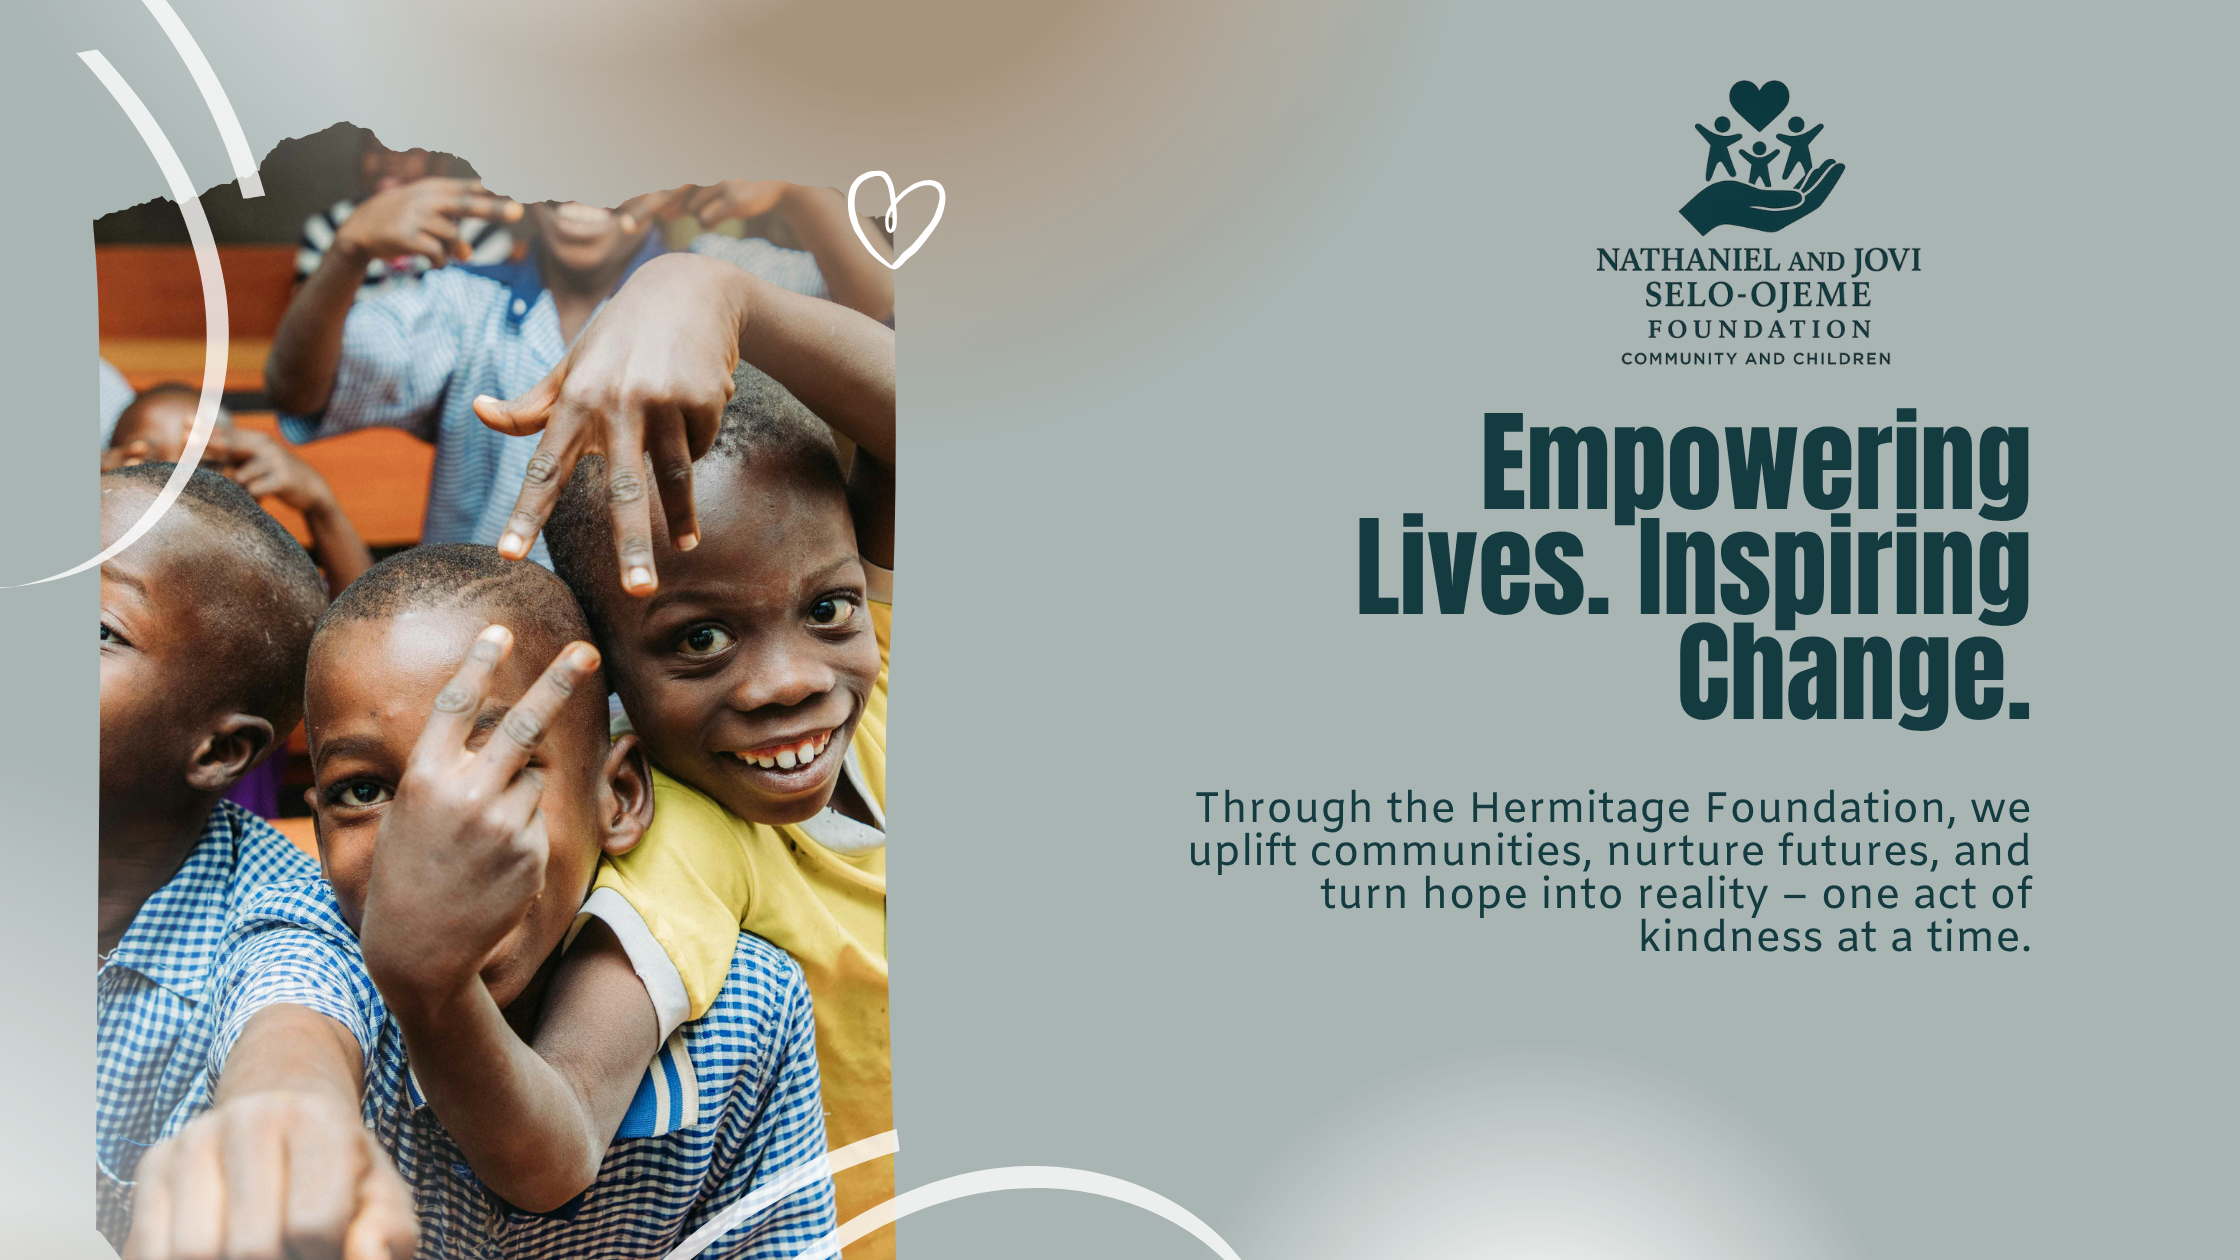 NATHANIEL AND JOVI
SELO-OJEME
FOUNDATION
COMMUNITY AND CHILDREN
Empowering
Lives. Inspiring
Change.
Through the Hermitage Foundation, we
uplift communities, nurture futures, and
turn hope into reality – one act of
kindness at a time.